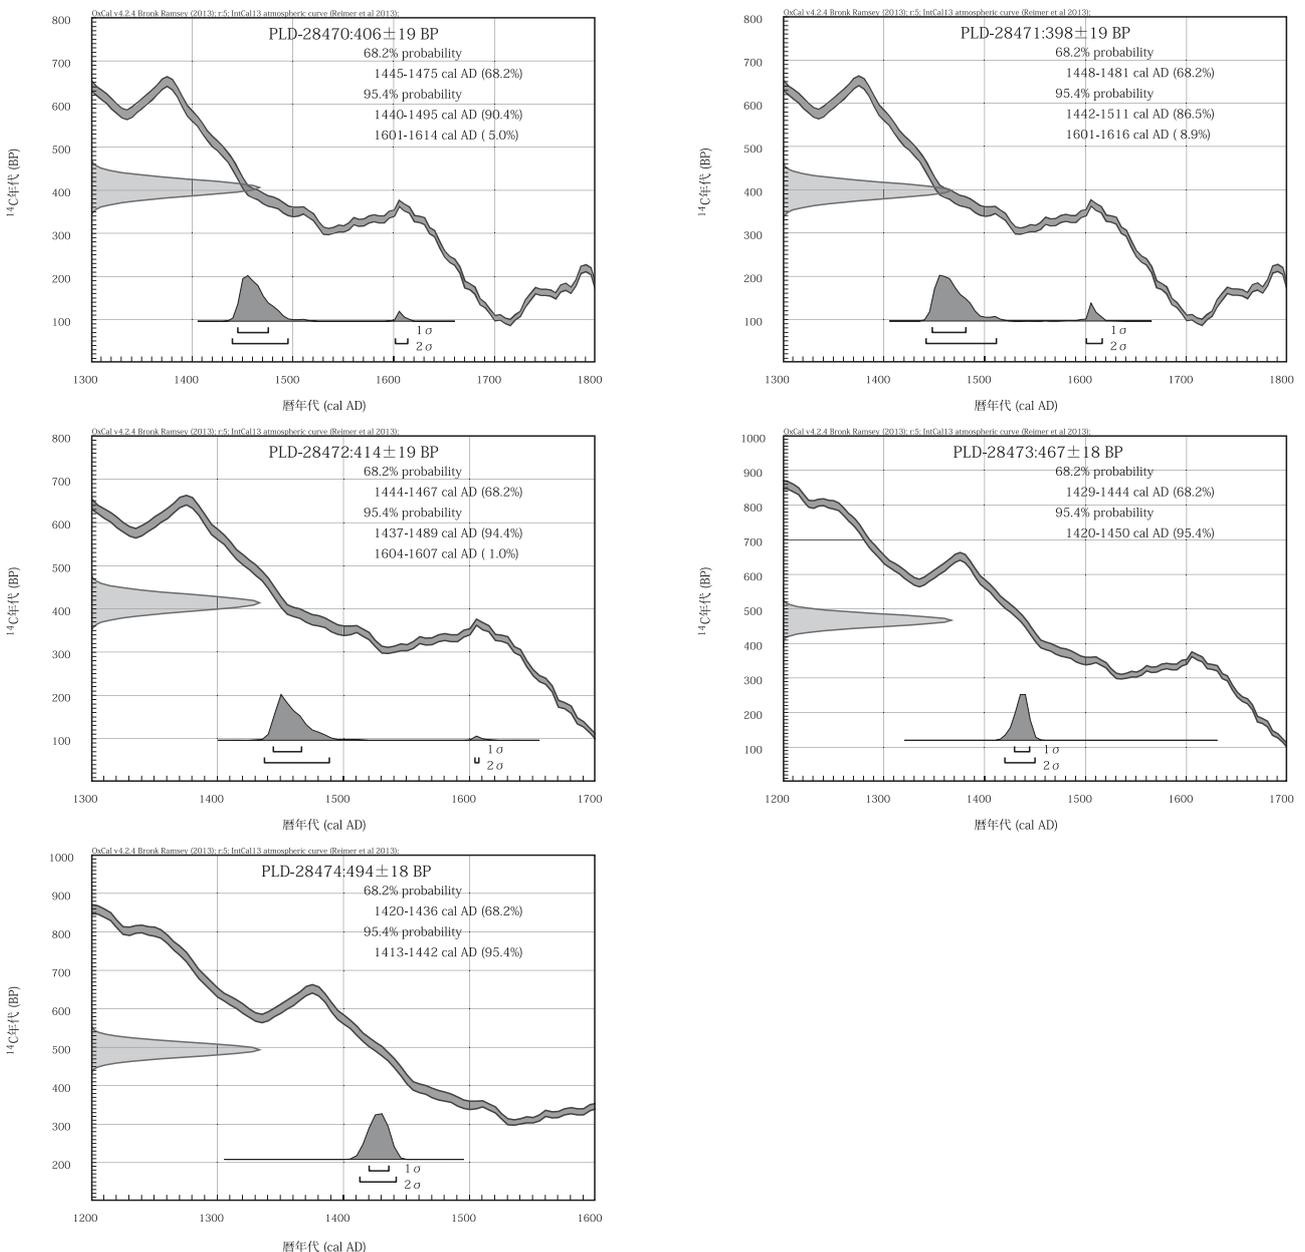 OxCal v4.2.4 Bronk Ramsey (2013); r:5; IntCal13 atmospheric curve (Reimer et al 2013);
PLD-28470:406±19 BP
68.2% probability
1445-1475 cal AD (68.2%)
95.4% probability
1440-1495 cal AD (90.4%)
1601-1614 cal AD ( 5.0%)
800
700
600
500
400
300
200
100
14C年代 (BP)
1σ
2σ
1300 1400 1500 1600 1700 1800
暦年代 (cal AD)
OxCal v4.2.4 Bronk Ramsey (2013); r:5; IntCal13 atmospheric curve (Reimer et al 2013);
PLD-28471:398±19 BP
68.2% probability
1448-1481 cal AD (68.2%)
95.4% probability
1442-1511 cal AD (86.5%)
1601-1616 cal AD ( 8.9%)
800
700
600
500
400
300
200
100
14C年代 (BP)
1σ
2σ
1300 1400 1500 1600 1700 1800
暦年代 (cal AD)
OxCal v4.2.4 Bronk Ramsey (2013); r:5; IntCal13 atmospheric curve (Reimer et al 2013);
PLD-28472:414±19 BP
68.2% probability
1444-1467 cal AD (68.2%)
95.4% probability
1437-1489 cal AD (94.4%)
1604-1607 cal AD ( 1.0%)
800
700
600
500
400
300
200
100
14C年代 (BP)
1σ
2σ
1300 1400 1500 1600 1700
暦年代 (cal AD)
OxCal v4.2.4 Bronk Ramsey (2013); r:5; IntCal13 atmospheric curve (Reimer et al 2013);
PLD-28473:467±18 BP
68.2% probability
1429-1444 cal AD (68.2%)
95.4% probability
1420-1450 cal AD (95.4%)
1000
900
800
700
600
500
400
300
200
100
14C年代 (BP)
1σ
2σ
1200 1300 1400 1500 1600 1700
暦年代 (cal AD)
OxCal v4.2.4 Bronk Ramsey (2013); r:5; IntCal13 atmospheric curve (Reimer et al 2013);
PLD-28474:494±18 BP
68.2% probability
1420-1436 cal AD (68.2%)
95.4% probability
1413-1442 cal AD (95.4%)
1000
900
800
700
600
500
400
300
200
14C年代 (BP)
1σ
2σ
1200 1300 1400 1500 1600
暦年代 (cal AD)